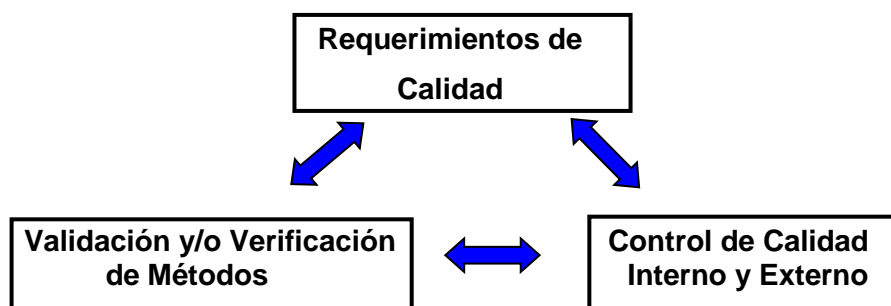 Requerimientos de
Calidad
Validación y/o Verificación
de Métodos
Control de Calidad
Interno y Externo